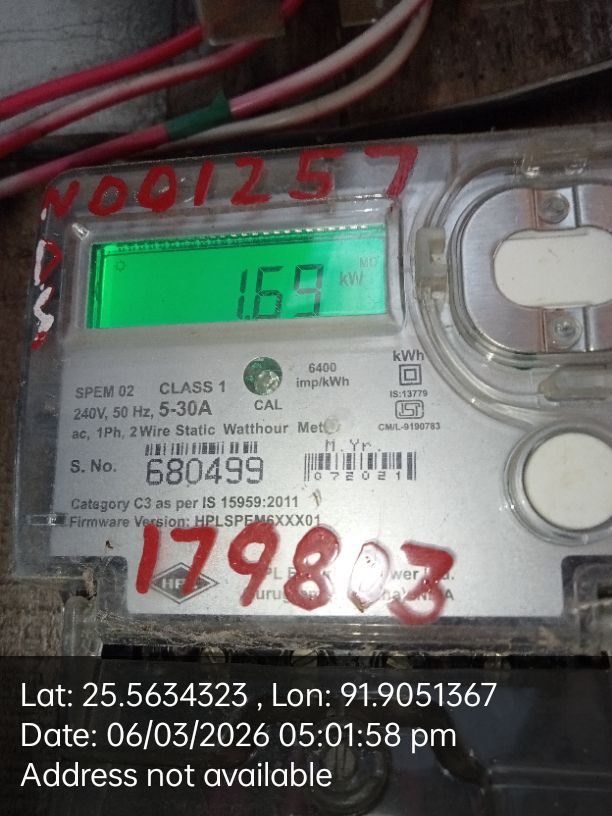 N001257
D
S.
MD
1.69 kW
SPEM 02 CLASS 1
240V, 50 Hz, 5-30A
CAL
6400
imp/kWh
kWh
IS:13779
CM/L-9190783
ac, 1Ph, 2 Wire Static Watthour Meter
M.Yr.
S. No. 680499
072021
Category C3 as per IS 15959:2011
Firmware Version: HPLSPEM6XXX01
179803
HPL
Lat: 25.5634323 , Lon: 91.9051367
Date: 06/03/2026 05:01:58 pm
Address not available